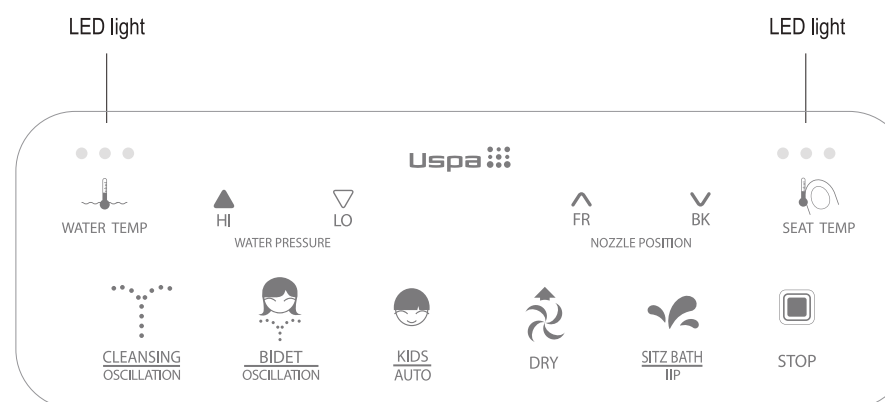 LED light
LED light
Uspa
HI
LO
FR
BK
WATER TEMP
WATER PRESSURE
NOZZLE POSITION
SEAT TEMP
CLEANSING
OSCILLATION
BIDET
OSCILLATION
KIDS
AUTO
DRY
SITZ BATH
IIP
STOP